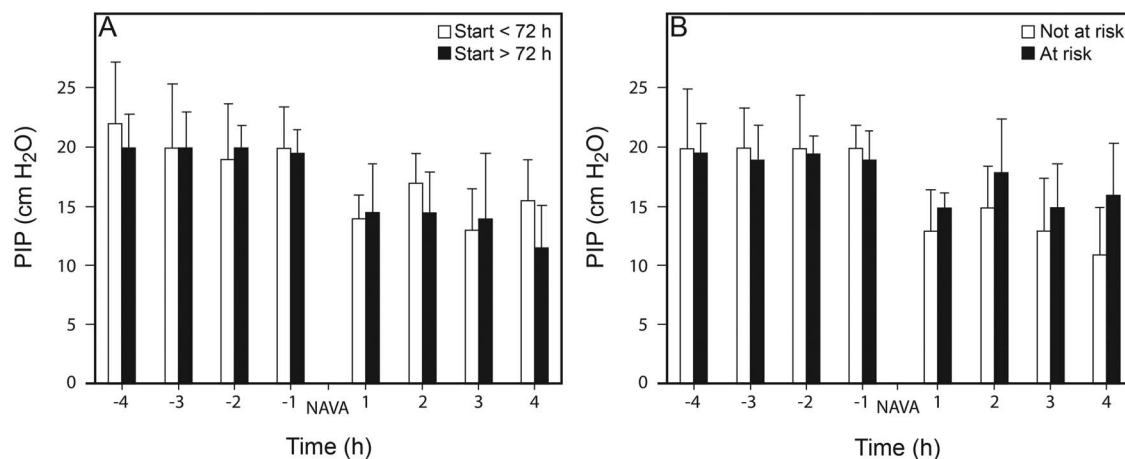 A
Start < 72 h
Start > 72 h
PIP (cm H₂O)
25
20
15
10
5
0
-4 -3 -2 -1 NAVA 1 2 3 4
Time (h)
B
Not at risk
At risk
PIP (cm H₂O)
25
20
15
10
5
0
-4 -3 -2 -1 NAVA 1 2 3 4
Time (h)